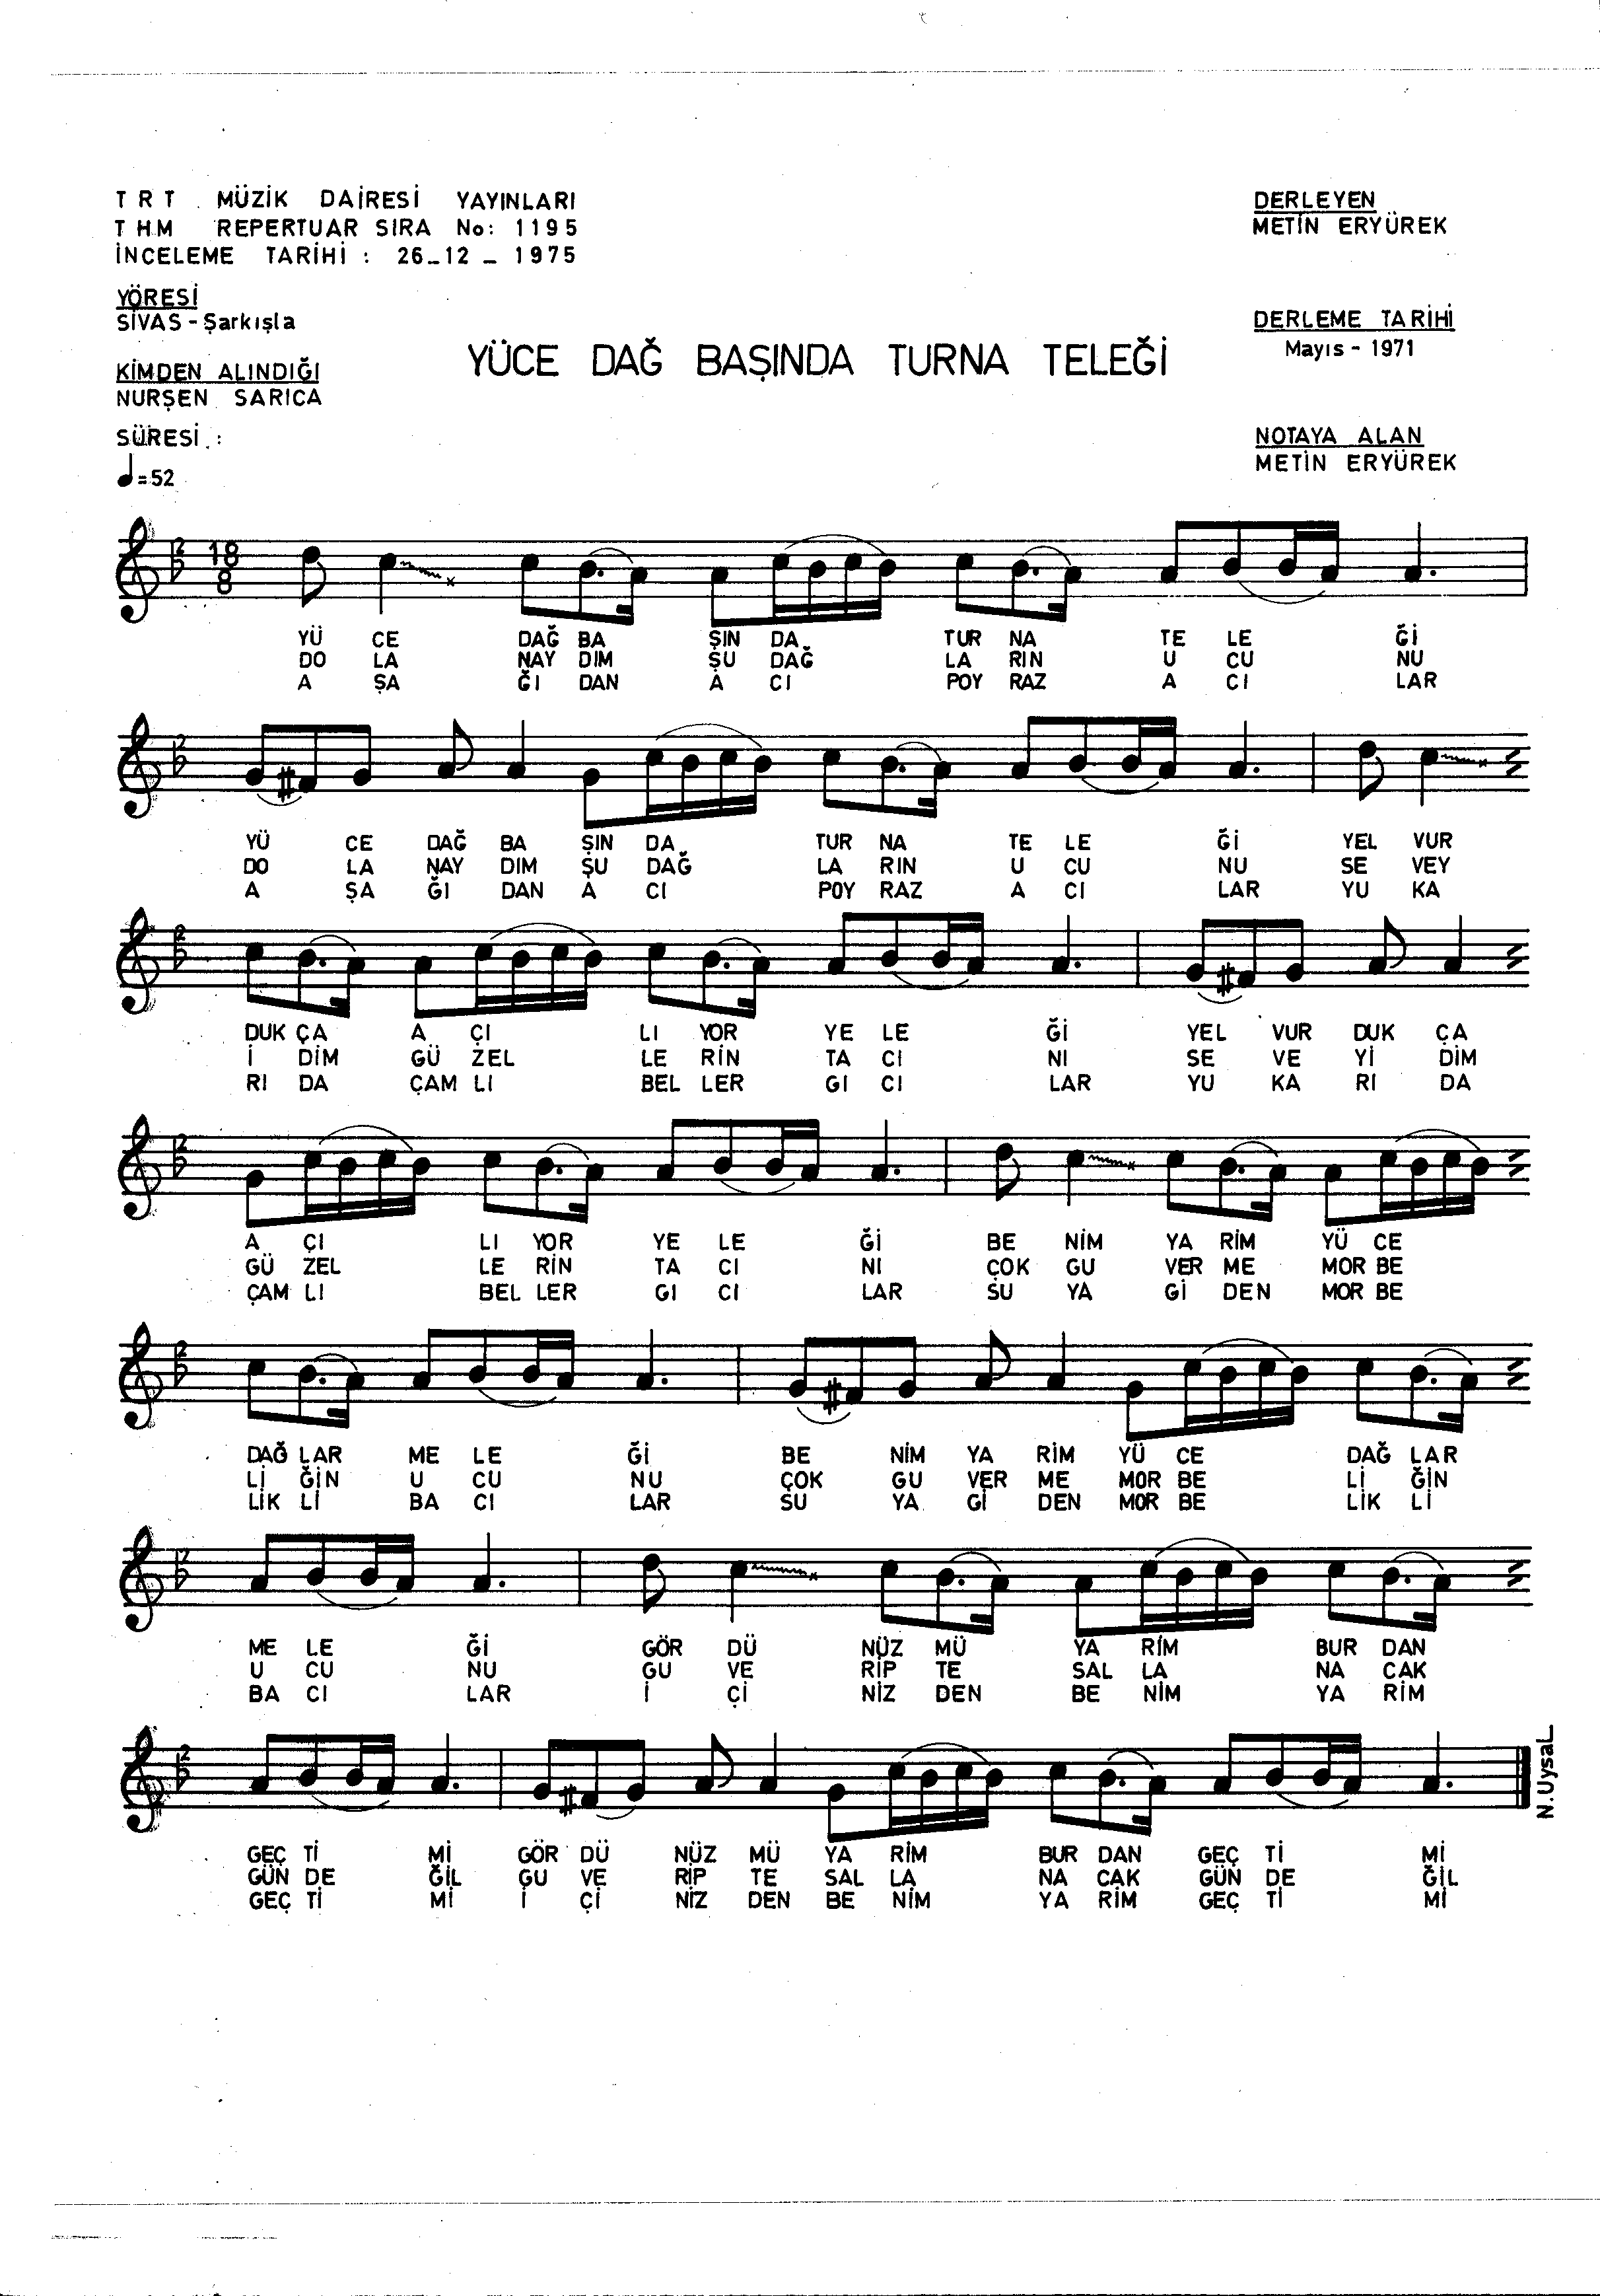 TRT MÜZİK DAİRESİ YAYINLARI
THM REPERTUAR SIRA No: 1195
İNCELEME TARİHİ : 26-12-1975
DERLEYEN
METİN ERYÜREK
YÖRESİ
SİVAS-Şarkışla
DERLEME TARİHİ
Mayıs-1971
YÜCE DAĞ BAŞINDA TURNA TELEĞİ
KİMDEN ALINDIĞI
NURŞEN SARICA
SÜRESİ :
NOTAYA ALAN
METİN ERYÜREK
♩=52
2
18
8
YÜ CE DAĞ BA ŞIN DA TUR NA TE LE Ğİ
DO LA NAY DIM ŞU DAĞ LA RIN U CU NU
A ŞA ĞI DAN A CI POY RAZ A CI LAR
2
YÜ CE DAĞ BA ŞIN DA TUR NA TE LE Ğİ YEL VUR
DO LA NAY DIM ŞU DAĞ LA RIN U CU NU SE VEY
A ŞA ĞI DAN A CI POY RAZ A CI LAR YU KA
2
DUK ÇA A ÇI LI YOR YE LE Ğİ YEL VUR DUK ÇA
İ DİM GÜ ZEL LE RİN TA CI NI SE VE Yİ DİM
RI DA ÇAM LI BEL LER GI CI LAR YU KA RI DA
2
A ÇI LI YOR YE LE Ğİ BE NİM YA RİM YÜ CE
GÜ ZEL LE RİN TA CI NI ÇOK GU VER ME MOR BE
ÇAM LI BEL LER GI CI LAR SU YA Gİ DEN MOR BE
2
DAĞ LAR ME LE Ğİ BE NİM YA RİM YÜ CE DAĞ LAR
Lİ ĞİN U CU NU ÇOK GU VER ME MOR BE Lİ ĞİN
LİK Lİ BA CI LAR SU YA Gİ DEN MOR BE LİK Lİ
2
ME LE Ğİ GÖR DÜ NÜZ MÜ YA RİM BUR DAN
U CU NU GU VE RİP TE SAL LA NA CAK
BA CI LAR İ Çİ NİZ DEN BE NİM YA RİM
2
GEÇ Tİ Mİ GÖR DÜ NÜZ MÜ YA RİM BUR DAN GEÇ Tİ Mİ
GÜN DE ĞİL GU VE RİP TE SAL LA NA CAK GÜN DE ĞİL
GEÇ Tİ Mİ İ Çİ NİZ DEN BE NİM YA RİM GEÇ Tİ Mİ
N.Uysal